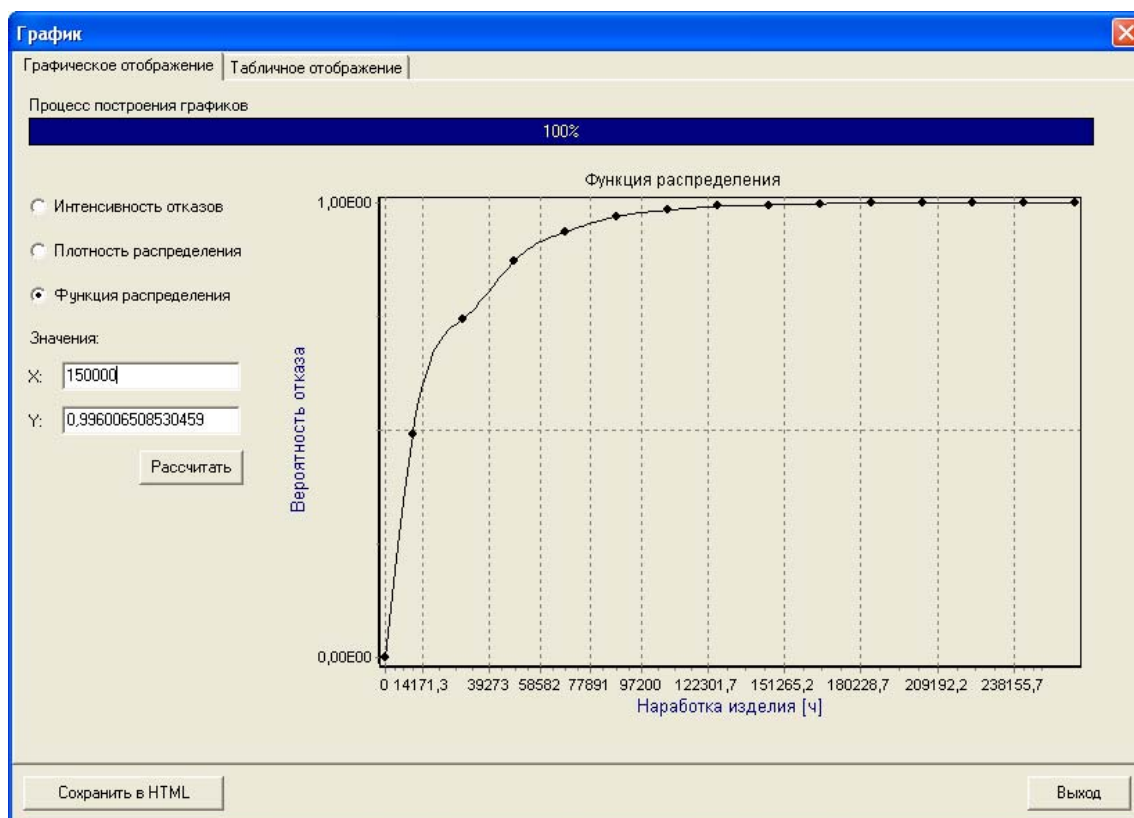 График
Графическое отображение
Табличное отображение
Процесс построения графиков
100%
Интенсивность отказов
Плотность распределения
Функция распределения
Значения:
X: 150000
Y: 0,996006508530459
Рассчитать
Функция распределения
1,00E00
Вероятность отказа
0,00E00
0 14171,3 39273 58582 77891 97200 122301,7 151265,2 180228,7 209192,2 238155,7
Наработка изделия [ч]
Сохранить в HTML
Выход